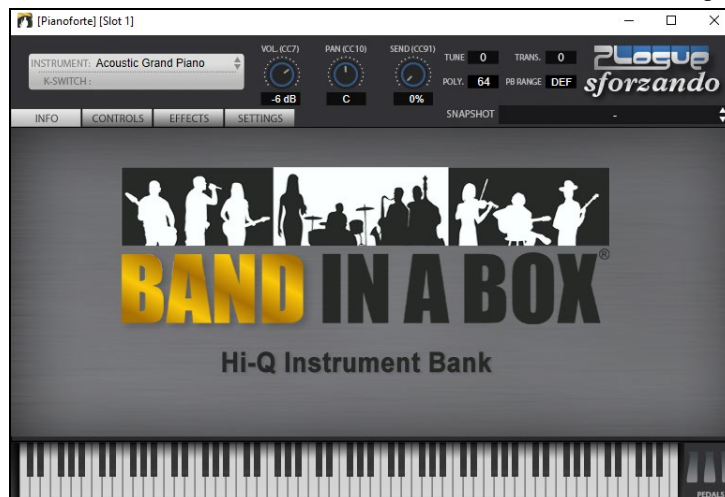 [Pianoforte] [Slot 1]
INSTRUMENT: Acoustic Grand Piano
K-SWITCH :
VOL. (CC7)
-6 dB
PAN (CC10)
C
SEND (CC91)
0%
TUNE 0 TRANS. 0
POLY. 64 PB RANGE DEF
PLOGUE
sforzando
SNAPSHOT -
INFO CONTROLS EFFECTS SETTINGS
BAND IN A BOX®
Hi-Q Instrument Bank
PEDALS